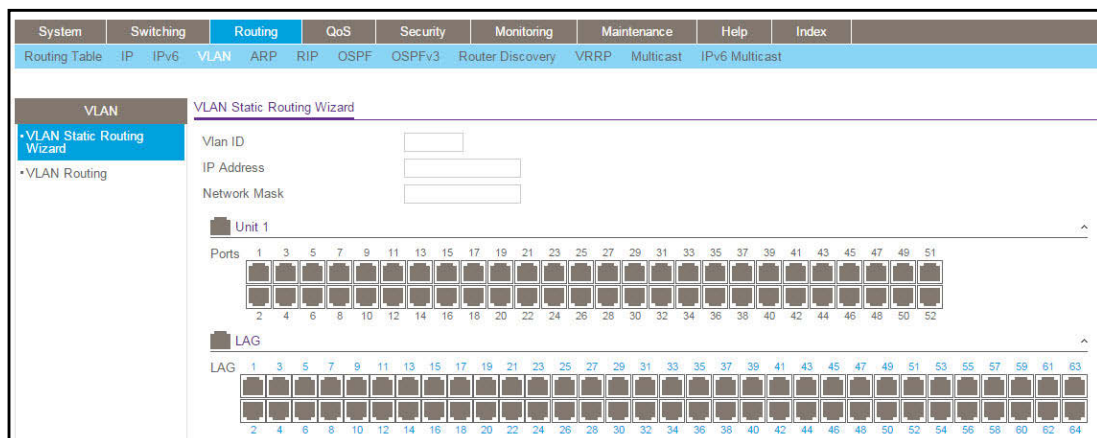 System Switching Routing QoS Security Monitoring Maintenance Help Index
Routing Table IP IPv6 VLAN ARP RIP OSPF OSPFv3 Router Discovery VRRP Multicast IPv6 Multicast
VLAN
VLAN Static Routing Wizard
VLAN Routing
VLAN Static Routing Wizard
Vlan ID
IP Address
Network Mask
Unit 1
Ports 1 3 5 7 9 11 13 15 17 19 21 23 25 27 29 31 33 35 37 39 41 43 45 47 49 51
2 4 6 8 10 12 14 16 18 20 22 24 26 28 30 32 34 36 38 40 42 44 46 48 50 52
LAG
LAG 1 3 5 7 9 11 13 15 17 19 21 23 25 27 29 31 33 35 37 39 41 43 45 47 49 51 53 55 57 59 61 63
2 4 6 8 10 12 14 16 18 20 22 24 26 28 30 32 34 36 38 40 42 44 46 48 50 52 54 56 58 60 62 64